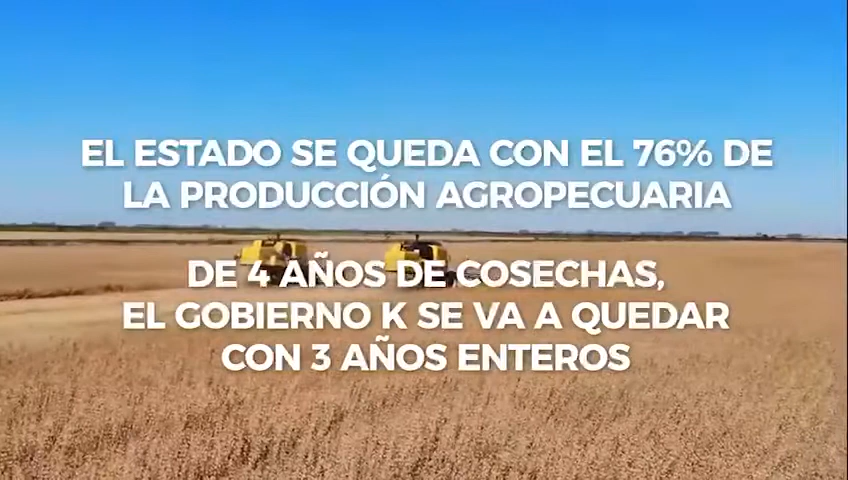 EL ESTADO SE QUEDA CON EL 76% DE
LA PRODUCCIÓN AGROPECUARIA
DE 4 AÑOS DE COSECHAS,
EL GOBIERNO K SE VA A QUEDAR
CON 3 AÑOS ENTEROS